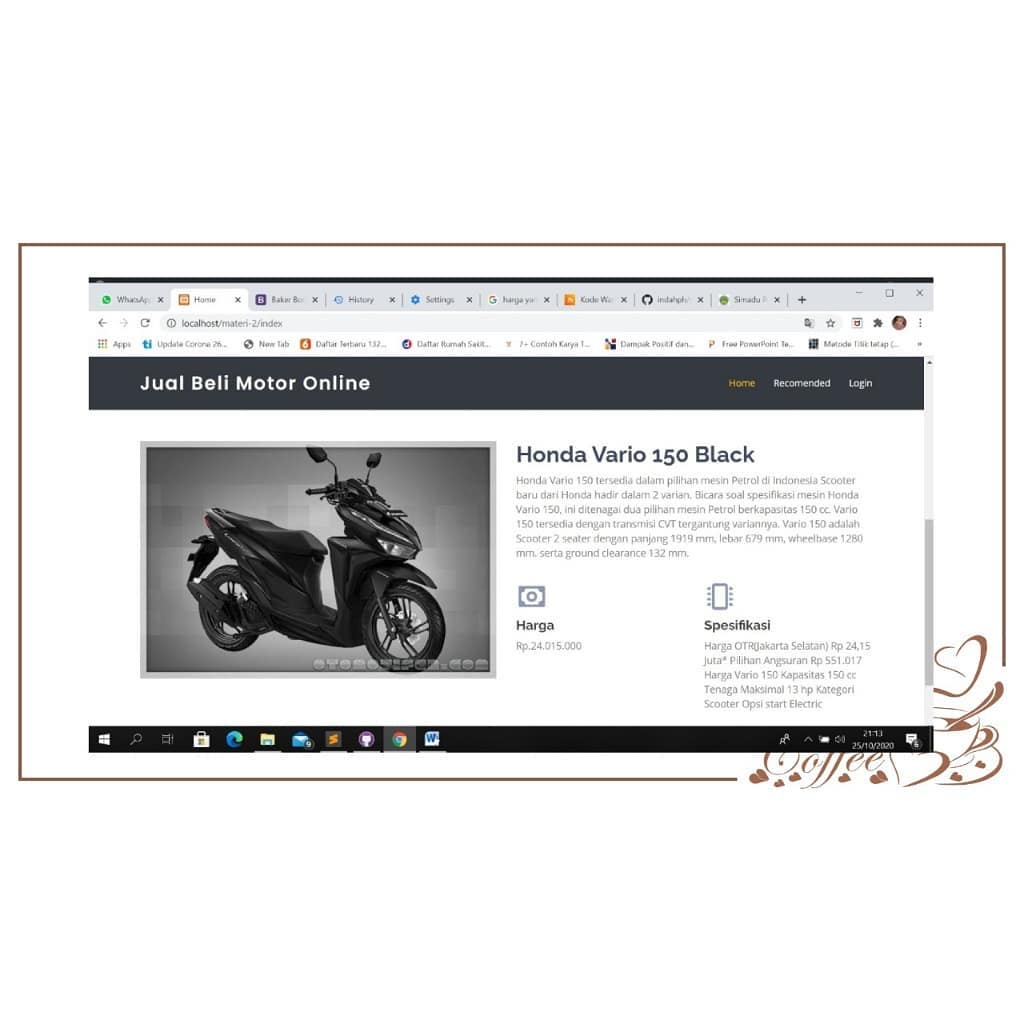 WhatsAp
Home
Baker Bo
History
Settings
harga yam
Kode Wa
indahpls/
Simadu P
localhost/materi-2/index
Apps
Update Corona 26...
New Tab
Daftar Terbaru 132...
Daftar Rumah Sakit...
7+ Contoh Karya T...
Dampak Positif dan...
Free PowerPoint Te...
Metode Titik tetap (...
Jual Beli Motor Online
Home
Recomended
Login
Honda Vario 150 Black
Honda Vario 150 tersedia dalam pilihan mesin Petrol di Indonesia Scooter
baru dari Honda hadir dalam 2 varian. Bicara soal spesifikasi mesin Honda
Vario 150, ini ditenagai dua pilihan mesin Petrol berkapasitas 150 cc. Vario
150 tersedia dengan transmisi CVT tergantung variannya. Vario 150 adalah
Scooter 2 seater dengan panjang 1919 mm, lebar 679 mm, wheelbase 1280
mm, serta ground clearance 132 mm.
OTOMOTIFER.COM
Harga
Rp.24.015.000
Spesifikasi
Harga OTR(Jakarta Selatan) Rp 24,15
Juta* Pilihan Angsuran Rp 551.017
Harga Vario 150 Kapasitas 150 cc
Tenaga Maksimal 13 hp Kategori
Scooter Opsi start Electric
21:13
25/10/2020
Coffee